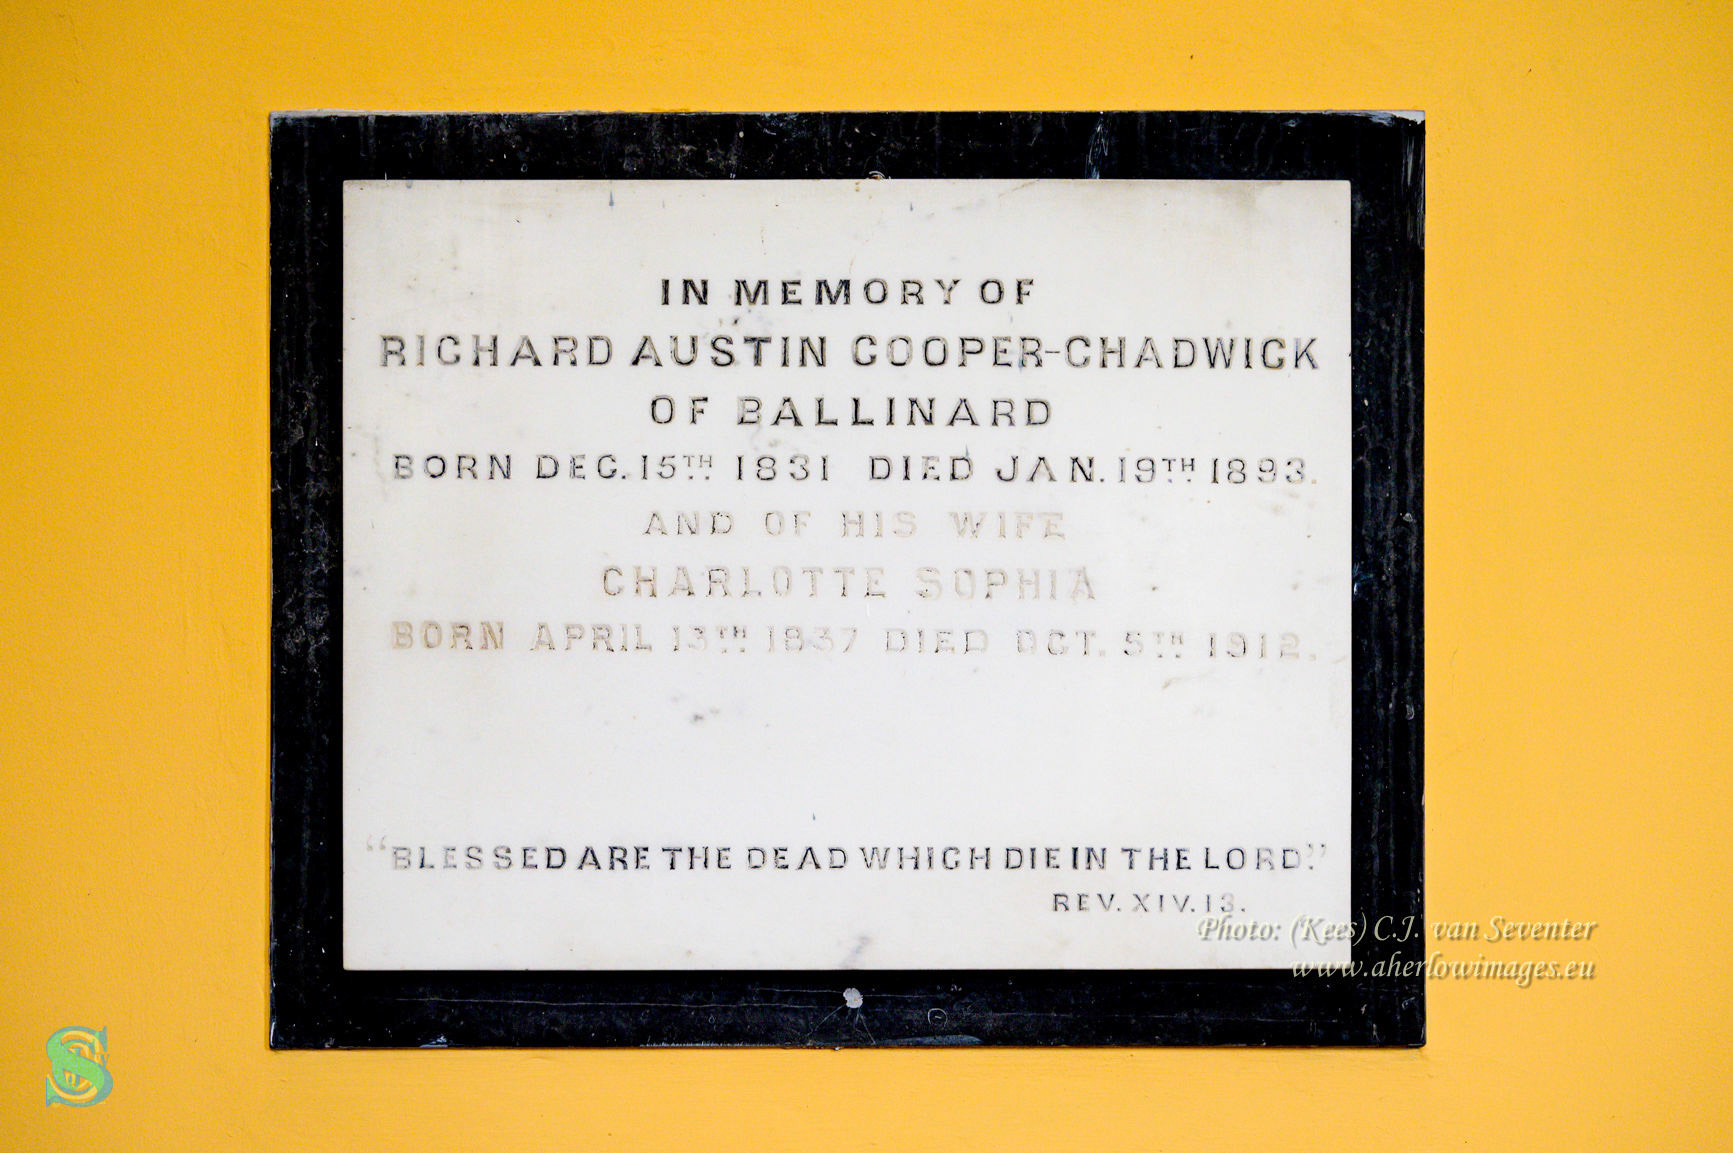 IN MEMORY OF
RICHARD AUSTIN COOPER-CHADWICK
OF BALLINARD
BORN DEC. 15TH 1831 DIED JAN. 19TH 1893.
AND OF HIS WIFE
CHARLOTTE SOPHIA
BORN APRIL 13TH 1837 DIED OCT. 5TH 1912.
"BLESSED ARE THE DEAD WHICH DIE IN THE LORD."
REV. XIV. 13.
Photo: (Kees) C.J. van Seventer
www.aherlowimages.eu